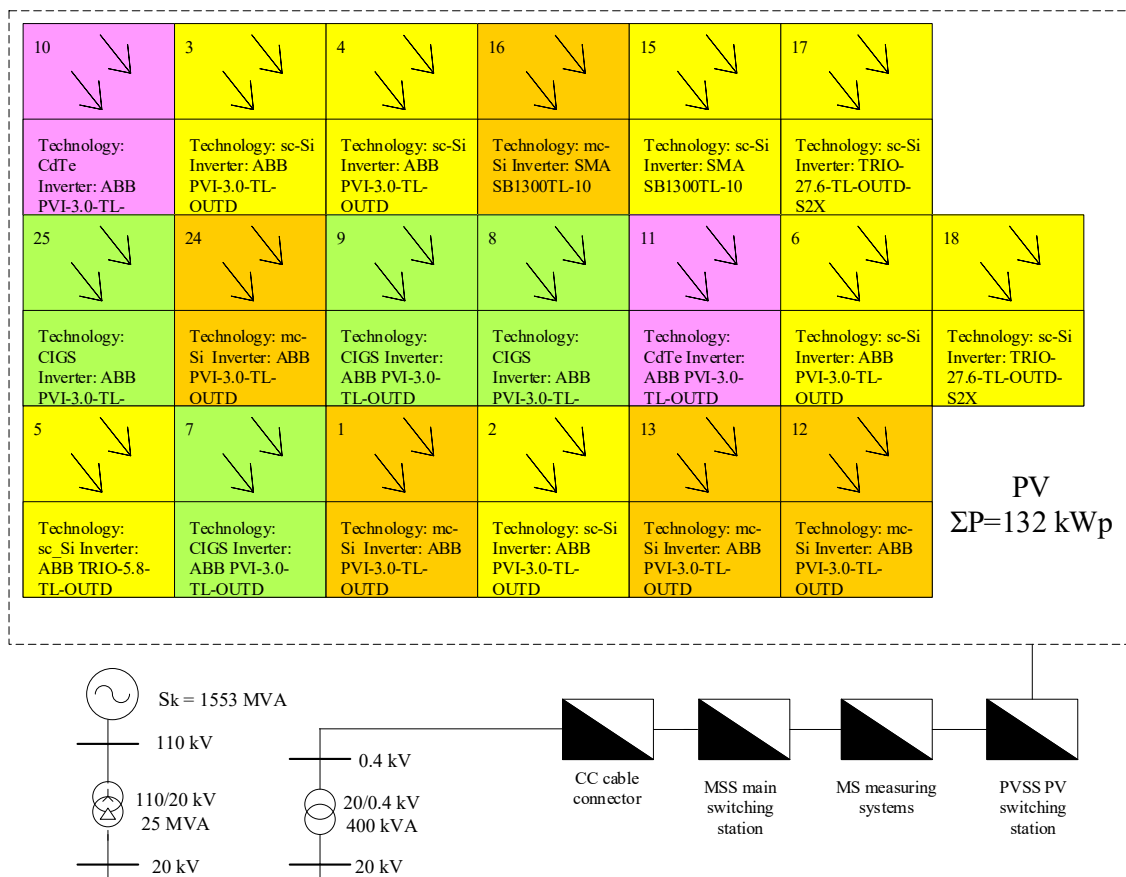 10
3
4
16
15
17
Technology:
CdTe
Inverter: ABB
PVI-3.0-TL-
Technology: sc-Si
Inverter: ABB
PVI-3.0-TL-
OUTD
Technology: sc-Si
Inverter: ABB
PVI-3.0-TL-
OUTD
Technology: mc-
Si Inverter: SMA
SB1300TL-10
Technology: sc-Si
Inverter: SMA
SB1300TL-10
Technology: sc-Si
Inverter: TRIO-
27.6-TL-OUTD-
S2X
25
24
9
8
11
6
18
Technology:
CIGS
Inverter: ABB
PVI-3.0-TL-
Technology: mc-
Si Inverter: ABB
PVI-3.0-TL-
OUTD
Technology:
CIGS Inverter:
ABB PVI-3.0-
TL-OUTD
Technology:
CIGS
Inverter: ABB
PVI-3.0-TL-
Technology:
CdTe Inverter:
ABB PVI-3.0-
TL-OUTD
Technology: sc-Si
Inverter: ABB
PVI-3.0-TL-
OUTD
Technology: sc-Si
Inverter: TRIO-
27.6-TL-OUTD-
S2X
5
7
1
2
13
12
Technology:
sc_Si Inverter:
ABB TRIO-5.8-
TL-OUTD
Technology:
CIGS Inverter:
ABB PVI-3.0-
TL-OUTD
Technology: mc-
Si Inverter: ABB
PVI-3.0-TL-
OUTD
Technology: sc-Si
Inverter: ABB
PVI-3.0-TL-
OUTD
Technology: mc-
Si Inverter: ABB
PVI-3.0-TL-
OUTD
Technology: mc-
Si Inverter: ABB
PVI-3.0-TL-
OUTD
PV
ΣP=132 kWp
Sk = 1553 MVA
110 kV
110/20 kV
25 MVA
20 kV
0.4 kV
20/0.4 kV
400 kVA
20 kV
CC cable
connector
MSS main
switching
station
MS measuring
systems
PVSS PV
switching
station